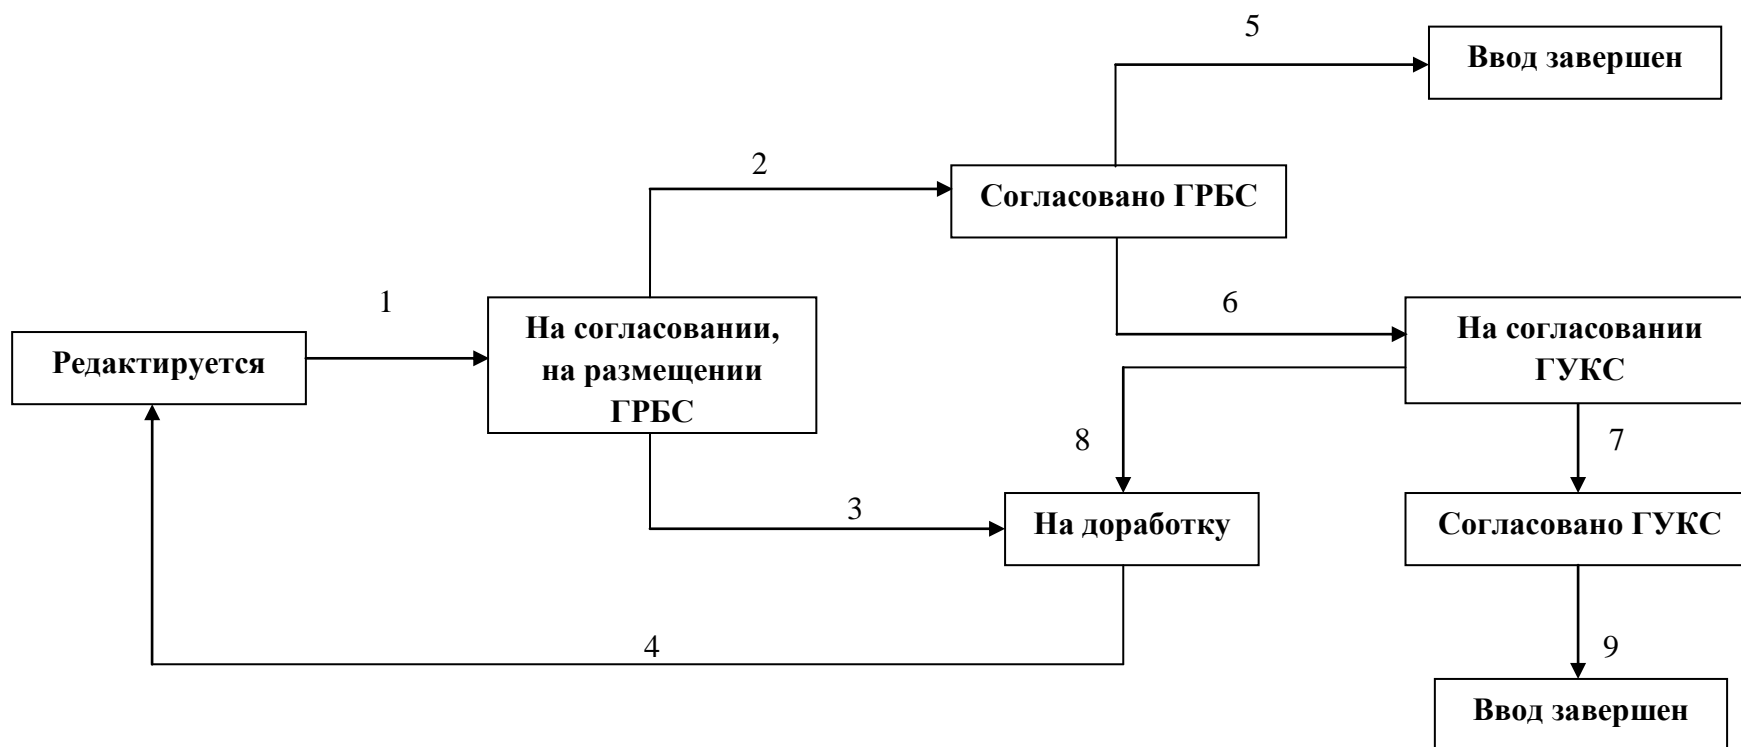 5
Ввод завершен
2
Согласовано ГРБС
1
6
На согласовании,
на размещении
ГРБС
На согласовании
ГУКС
Редактируется
8
7
3
На доработку
Согласовано ГУКС
4
9
Ввод завершен